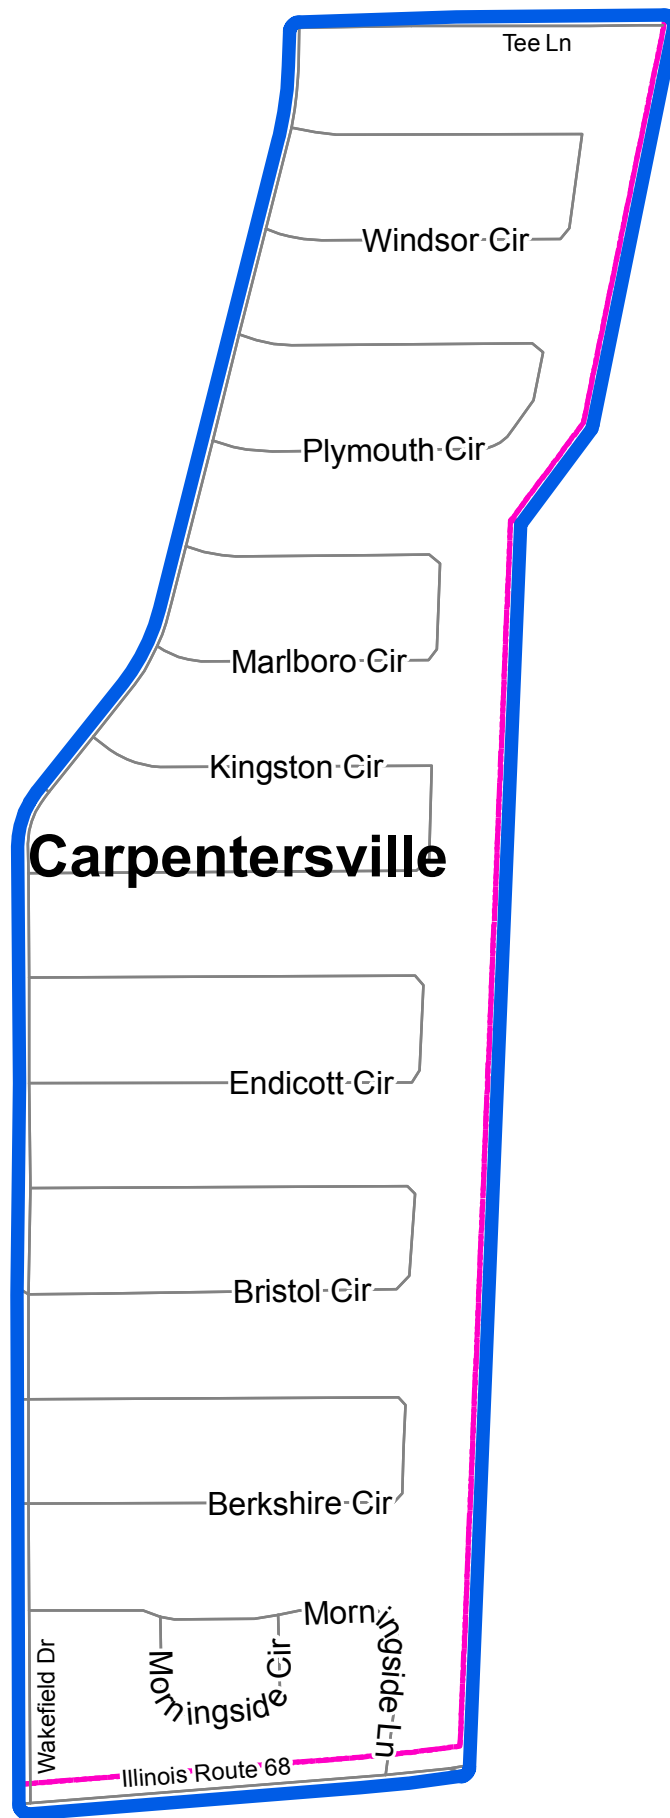 Tee Ln
Windsor Cir
Plymouth Cir
Marlboro Cir
Kingston Cir
Carpentersville
Endicott Cir
Bristol Cir
Berkshire Cir
Morningside Ln
Morningside Cir
Wakefield Dr
Illinois Route 68